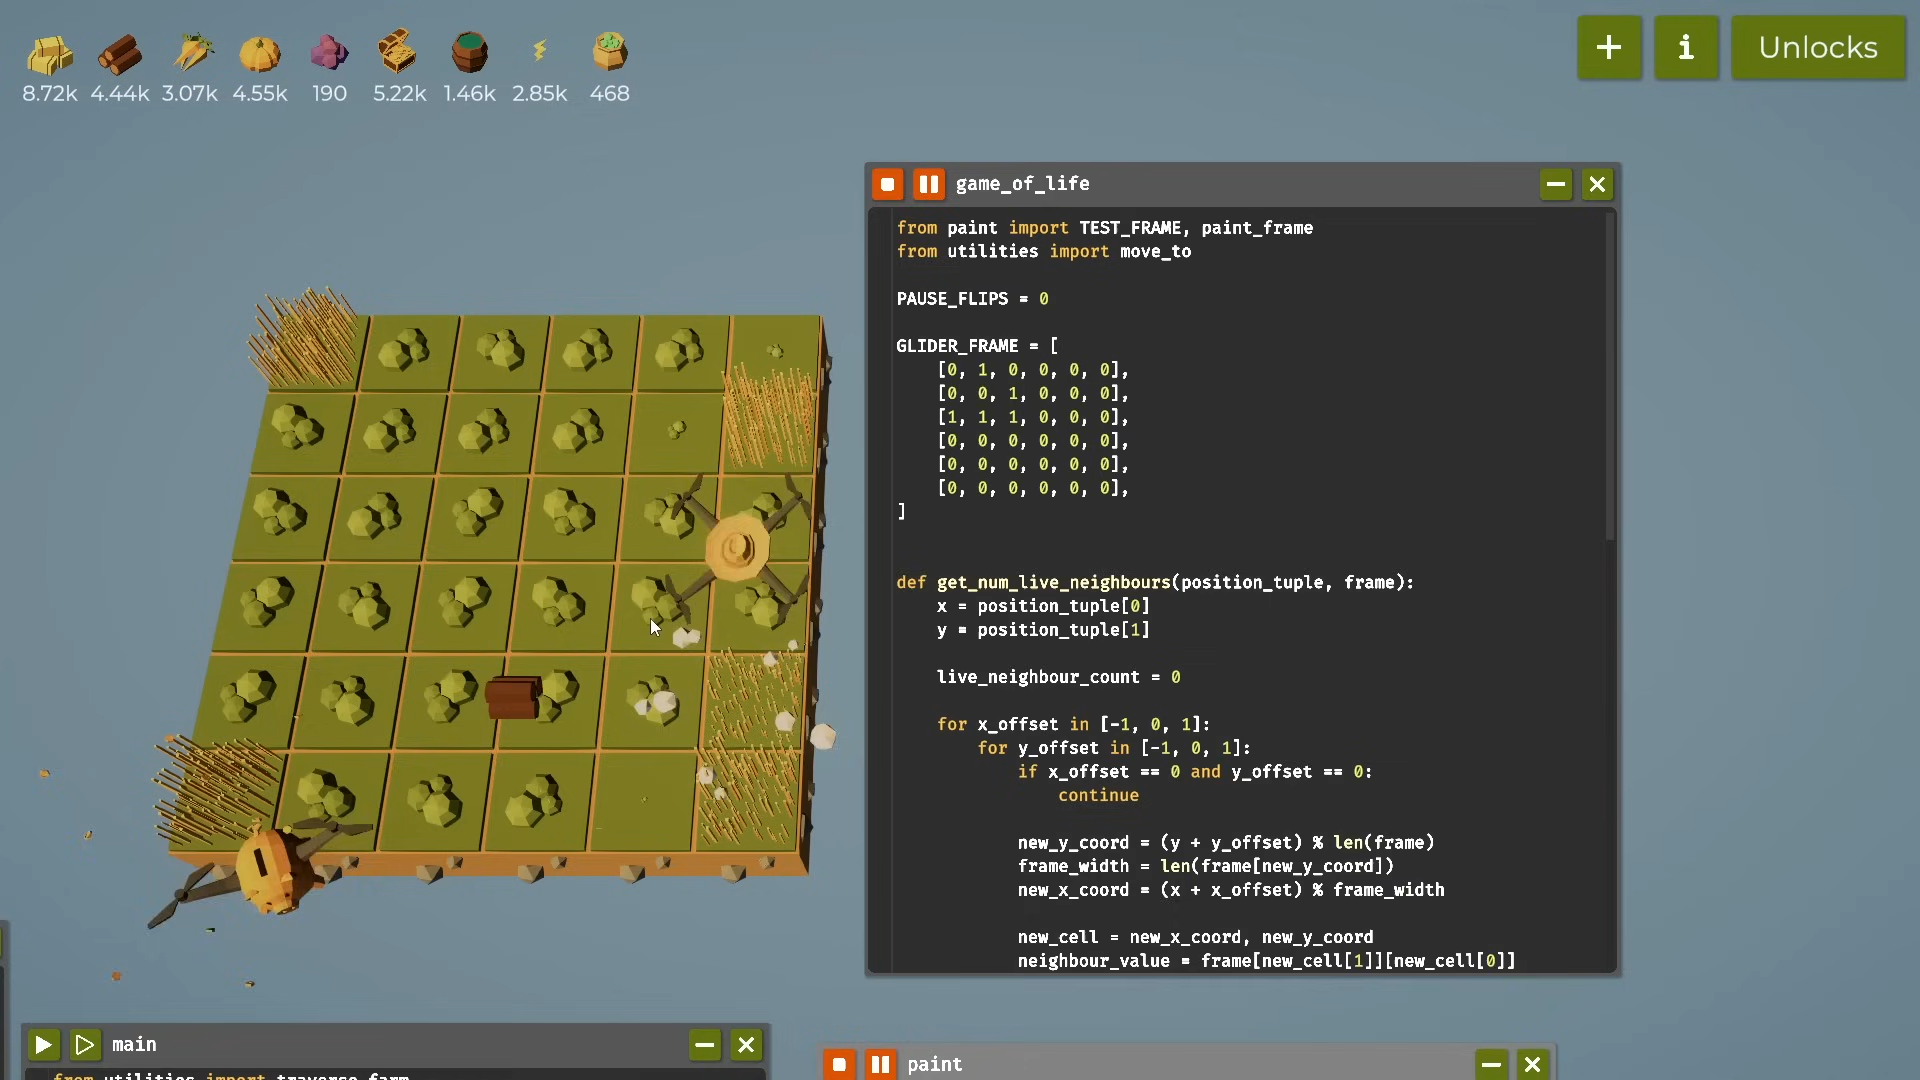 8.72k 4.44k 3.07k 4.55k 190 5.22k 1.46k 2.85k 468
+ i Unlocks
game_of_life
from paint import TEST_FRAME, paint_frame
from utilities import move_to
PAUSE_FLIPS = 0
GLIDER_FRAME = [
[0, 1, 0, 0, 0, 0],
[0, 0, 1, 0, 0, 0],
[1, 1, 1, 0, 0, 0],
[0, 0, 0, 0, 0, 0],
[0, 0, 0, 0, 0, 0],
[0, 0, 0, 0, 0, 0],
]
def get_num_live_neighbours(position_tuple, frame):
x = position_tuple[0]
y = position_tuple[1]
live_neighbour_count = 0
for x_offset in [-1, 0, 1]:
for y_offset in [-1, 0, 1]:
if x_offset == 0 and y_offset == 0:
continue
new_y_coord = (y + y_offset) % len(frame)
frame_width = len(frame[new_y_coord])
new_x_coord = (x + x_offset) % frame_width
new_cell = new_x_coord, new_y_coord
neighbour_value = frame[new_cell[1]][new_cell[0]]
main
from utilities import traverse_farm
paint